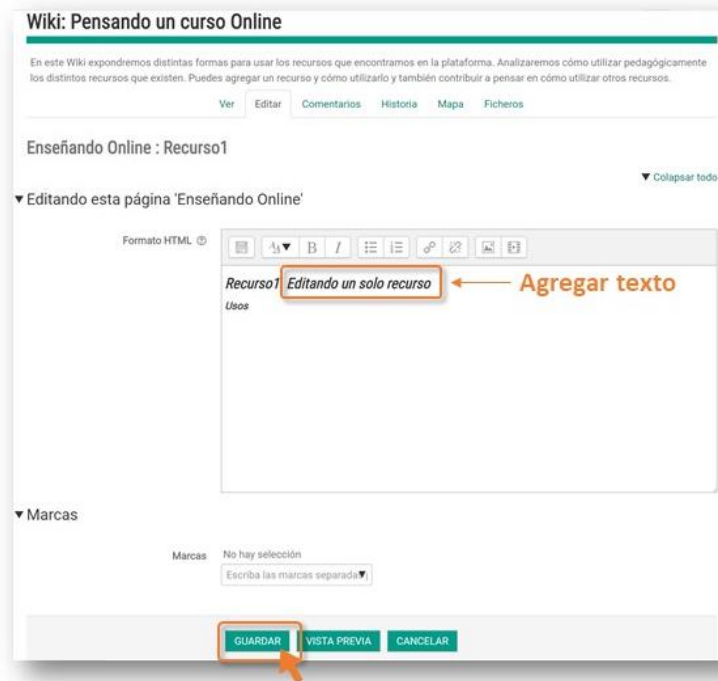 Wiki: Pensando un curso Online
En este Wiki expondremos distintas formas para usar los recursos que encontramos en la plataforma. Analizaremos cómo utilizar pedagógicamente
los distintos recursos que existen. Puedes agregar un recurso y cómo utilizarlo y también contribuir a pensar en cómo utilizar otros recursos.
Ver Editar Comentarios Historia Mapa Ficheros
Enseñando Online : Recurso1
Colapsar todo
Editando esta página 'Enseñando Online'
Formato HTML
B I
Recurso1 Editando un solo recurso Agregar texto
Usos
Marcas
Marcas No hay selección
Escriba las marcas separada
GUARDAR VISTA PREVIA CANCELAR